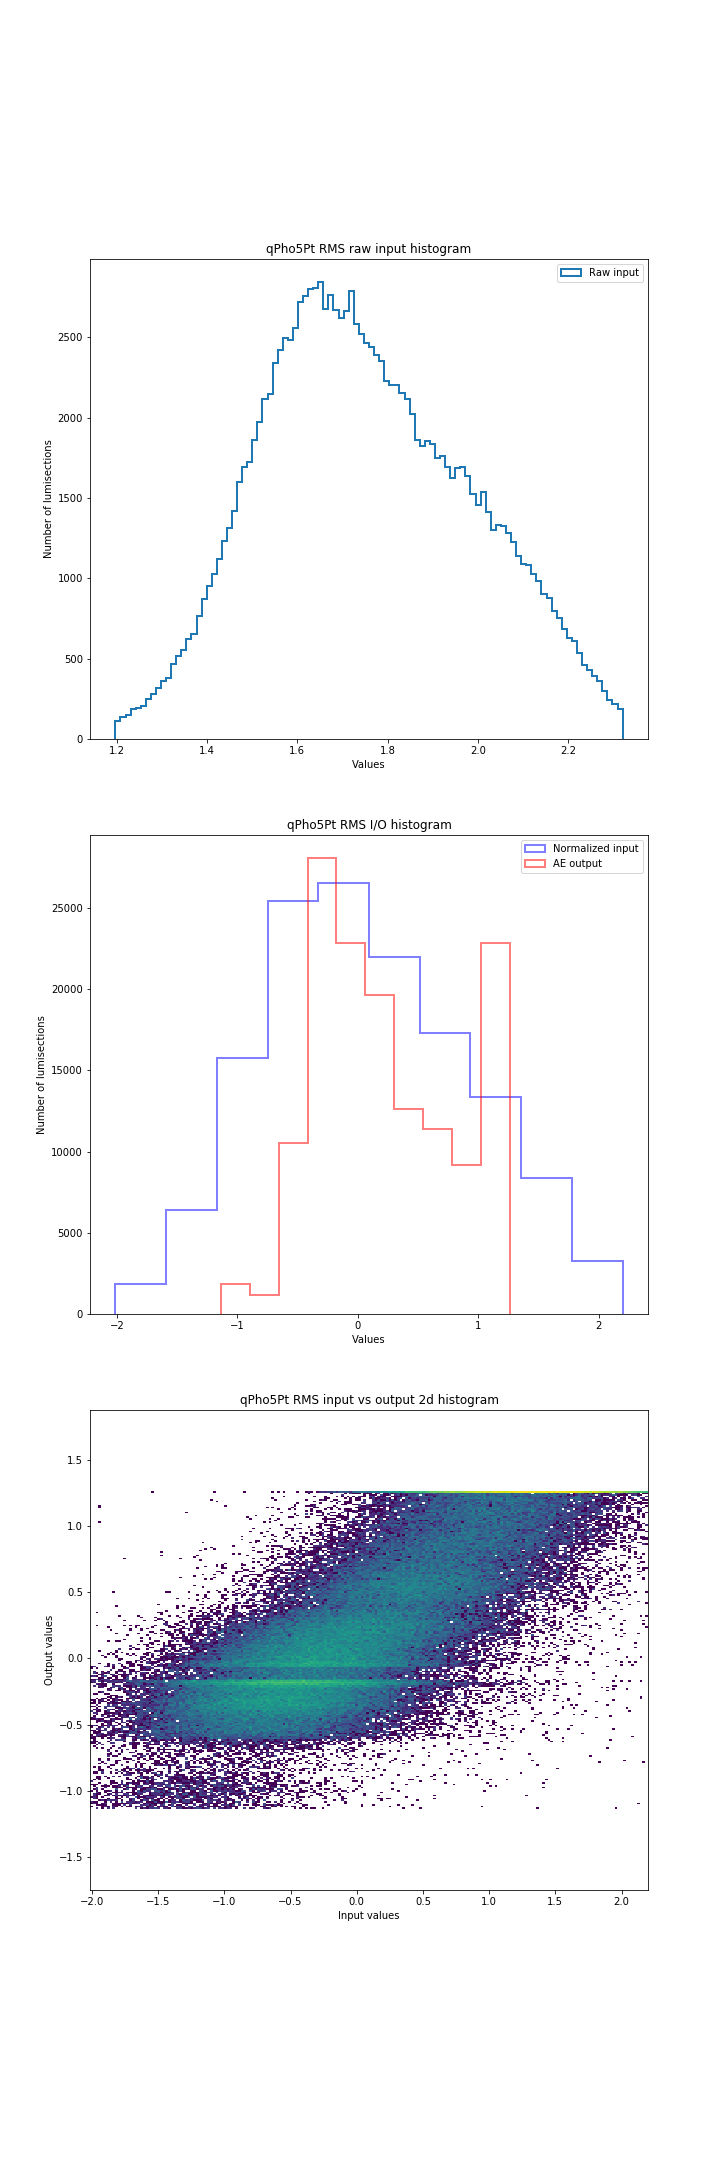 qPho5Pt RMS raw input histogram
Raw input
2500
2000
1500
1000
500
0
Number of lumisections
1.2 1.4 1.6 1.8 2.0 2.2
Values
qPho5Pt RMS I/O histogram
Normalized input
AE output
25000
20000
15000
10000
5000
0
Number of lumisections
−2 −1 0 1 2
Values
qPho5Pt RMS input vs output 2d histogram
1.5
1.0
0.5
0.0
−0.5
−1.0
−1.5
Output values
−2.0 −1.5 −1.0 −0.5 0.0 0.5 1.0 1.5 2.0
Input values